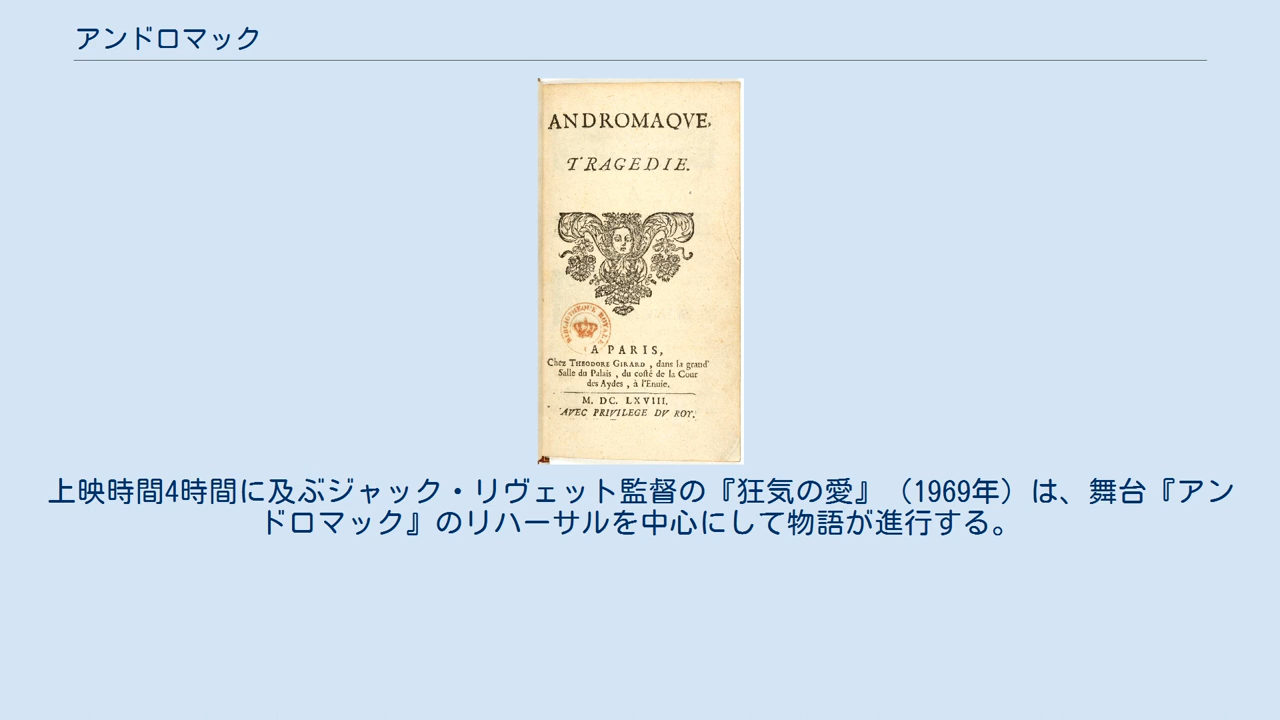 アンドロマック
ANDROMAQVE,
TRAGEDIE.
BIBLIOTHEQUE ROYALE
A PARIS,
Chez THEODORE GIRARD, dans la grand'
Salle du Palais, du costé de la Cour
des Aydes, à l'Enuie.
M. DC. LXVIII.
AVEC PRIVILEGE DV ROY.
上映時間4時間に及ぶジャック・リヴェット監督の『狂気の愛』（1969年）は、舞台『アン
ドロマック』のリハーサルを中心にして物語が進行する。